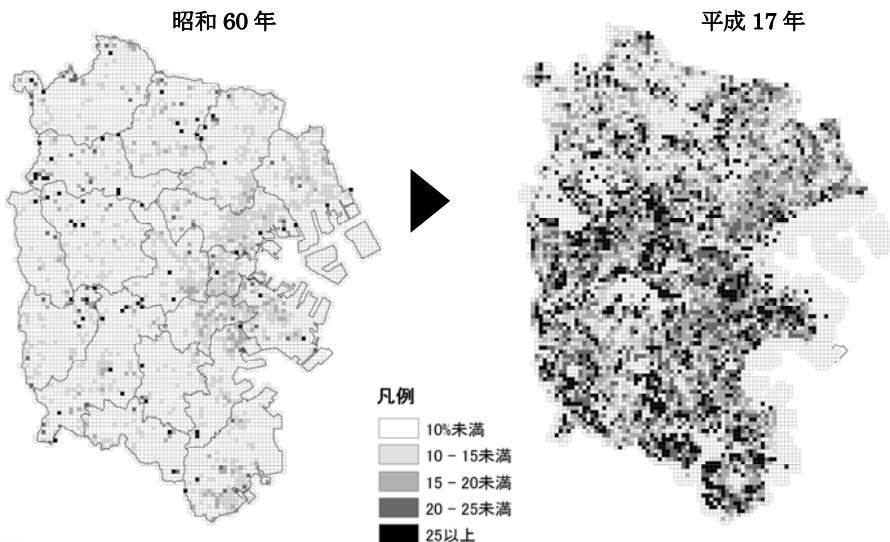 昭和 60 年
平成 17 年
凡例
10%未満
10 - 15未満
15 - 20未満
20 - 25未満
25以上